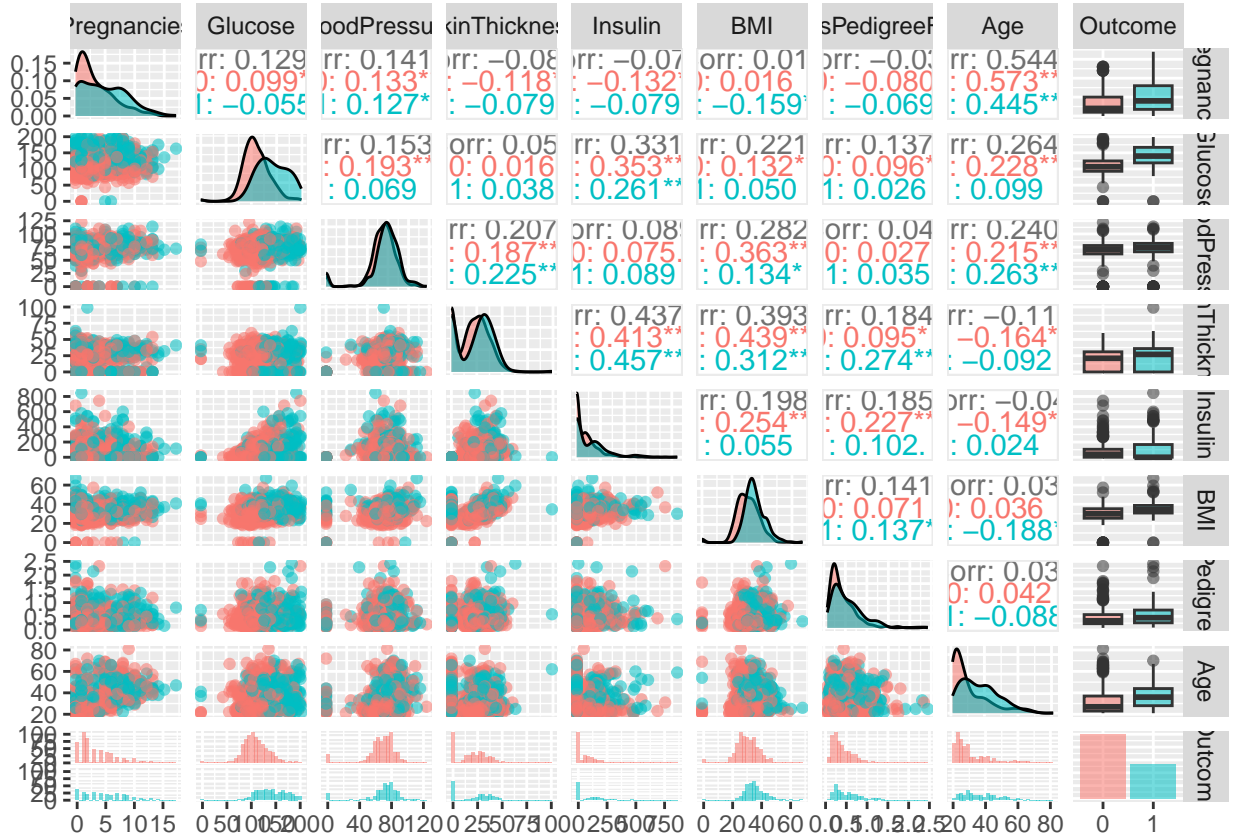 Pregnancies Glucose oodPressu kinThicknes Insulin BMI sPedigreeF Age Outcome
0.15
0.10
0.05
0.00
rr: 0.129 rr: 0.141 orr: −0.08 orr: −0.07 orr: 0.01 orr: −0.03 rr: 0.544
0: 0.099* 0: 0.133* −0.118* −0.132* 0: 0.016 −0.080 0.573**
1: −0.055 1: 0.127* −0.079 −0.079 −0.159* −0.069 0.445**
egnanc
200
150
100
50
0
rr: 0.153 orr: 0.05 rr: 0.331 rr: 0.221 rr: 0.137 rr: 0.264
: 0.193** 0: 0.016 : 0.353** : 0.132* : 0.096* : 0.228**
: 0.069 1: 0.038 : 0.261** 1: 0.050 1: 0.026 : 0.099
Glucose
125
100
75
50
25
0
rr: 0.207 orr: 0.089 rr: 0.282 orr: 0.04 rr: 0.240
: 0.187** 0: 0.075. : 0.363** 0: 0.027 : 0.215**
: 0.225** 1: 0.089 : 0.134* 1: 0.035 : 0.263**
odPress
100
75
50
25
0
rr: 0.437 rr: 0.393 rr: 0.184 rr: −0.11
: 0.413** : 0.439** 0: 0.095* −0.164*
: 0.457** : 0.312** : 0.274** : −0.092
nThickn
800
600
400
200
0
rr: 0.198 rr: 0.185 orr: −0.04
: 0.254** : 0.227** −0.149*
: 0.055 : 0.102. : 0.024
Insulin
60
40
20
0
rr: 0.141 orr: 0.03
0: 0.071 0: 0.036
1: 0.137* : −0.188*
BMI
2.5
2.0
1.5
1.0
0.5
0.0
orr: 0.03
0: 0.042
1: −0.088
Pedigre
80
60
40
20
Age
100
50
0
100
50
0
Outcom
0 5 10 15 0 50 100 150 200 0 40 80 120 0 25 50 75 100 0 250 500 750 0 20 40 60 0.0 0.5 1.0 1.5 2.0 2.5 20 40 60 80 0 1